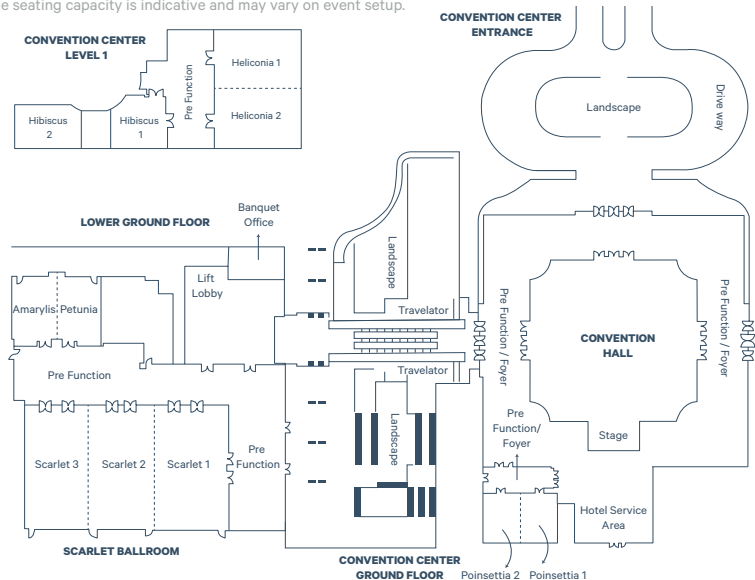 e seating capacity is indicative and may vary on event setup.
CONVENTION CENTER
LEVEL 1
Pre Function
Heliconia 1
Heliconia 2
Hibiscus
2
Hibiscus
1
CONVENTION CENTER
ENTRANCE
Landscape
Drive way
LOWER GROUND FLOOR
Banquet
Office
Lift
Lobby
Amarylis
Petunia
Pre Function
Scarlet 3
Scarlet 2
Scarlet 1
Pre
Function
SCARLET BALLROOM
Landscape
Travelator
Travelator
Landscape
CONVENTION CENTER
GROUND FLOOR
Pre Function / Foyer
CONVENTION
HALL
Pre Function / Foyer
Stage
Pre
Function/
Foyer
Hotel Service
Area
Poinsettia 2
Poinsettia 1